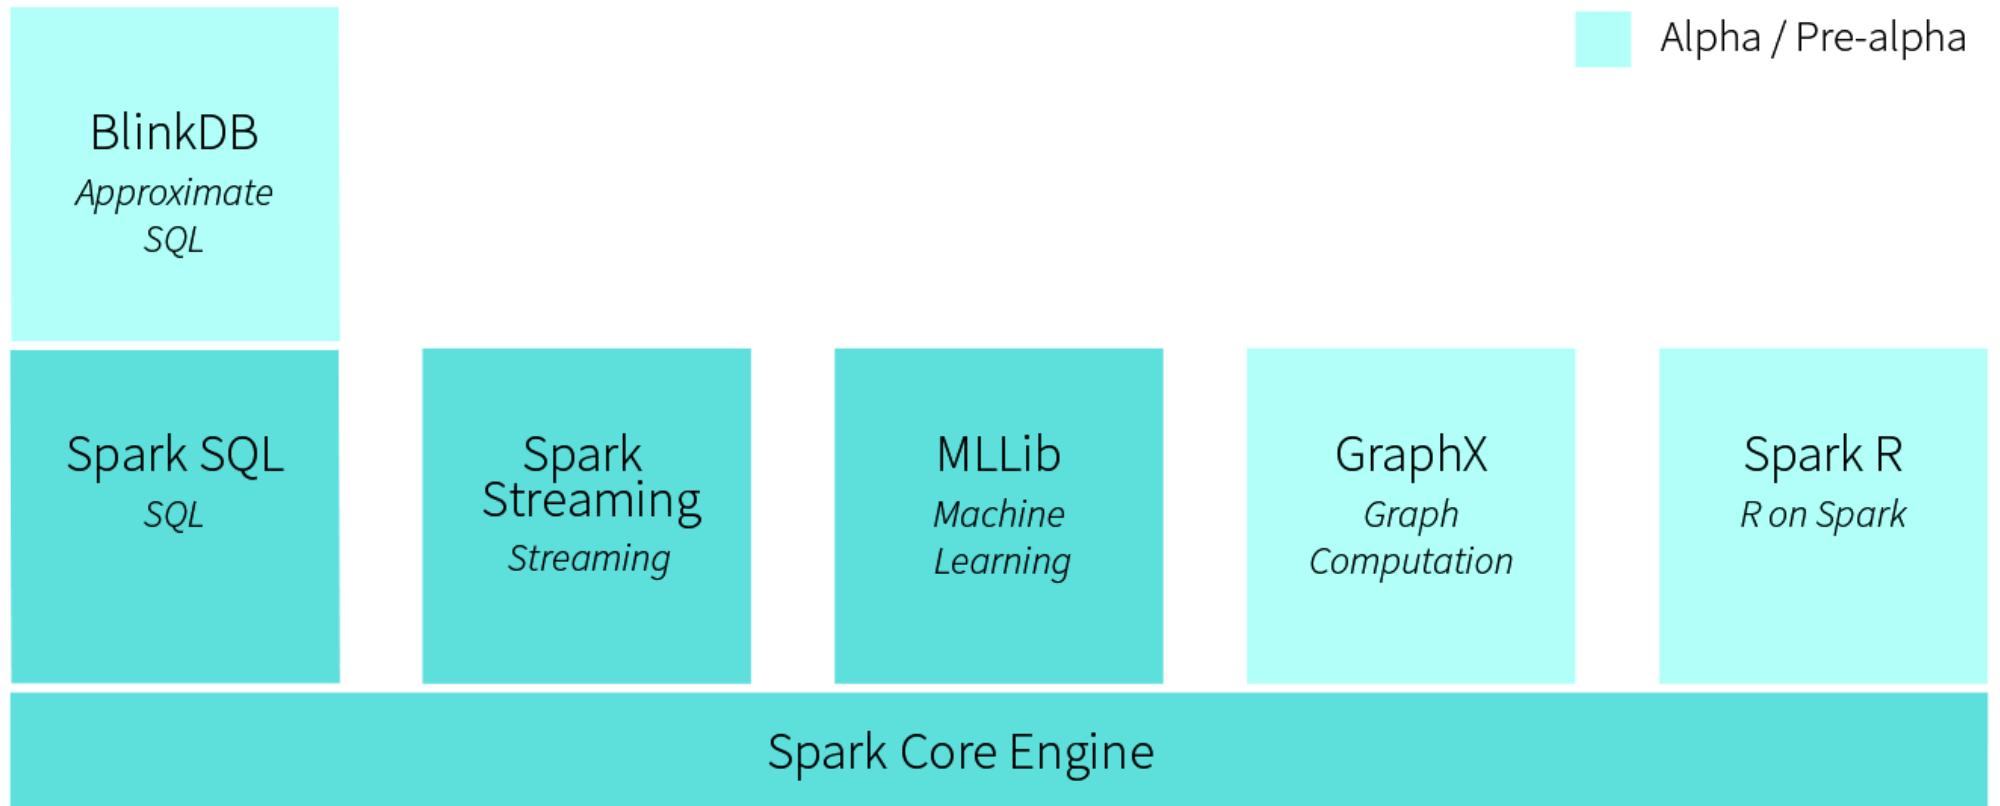 Alpha / Pre-alpha
BlinkDB
Approximate
SQL
Spark SQL
SQL
Spark
Streaming
Streaming
MLLib
Machine
Learning
GraphX
Graph
Computation
Spark R
R on Spark
Spark Core Engine